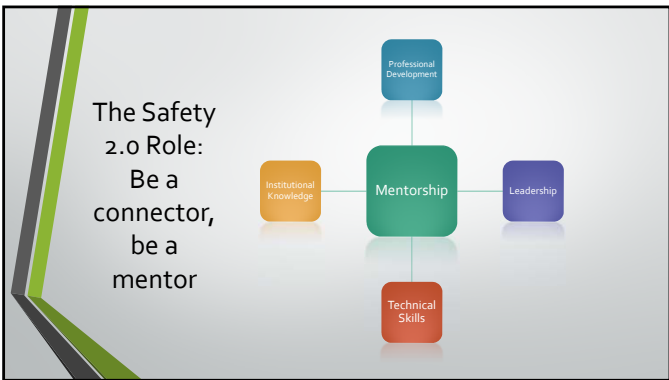 The Safety
2.0 Role:
Be a
connector,
be a
mentor
Professional
Development
Institutional
Knowledge
Mentorship
Leadership
Technical
Skills